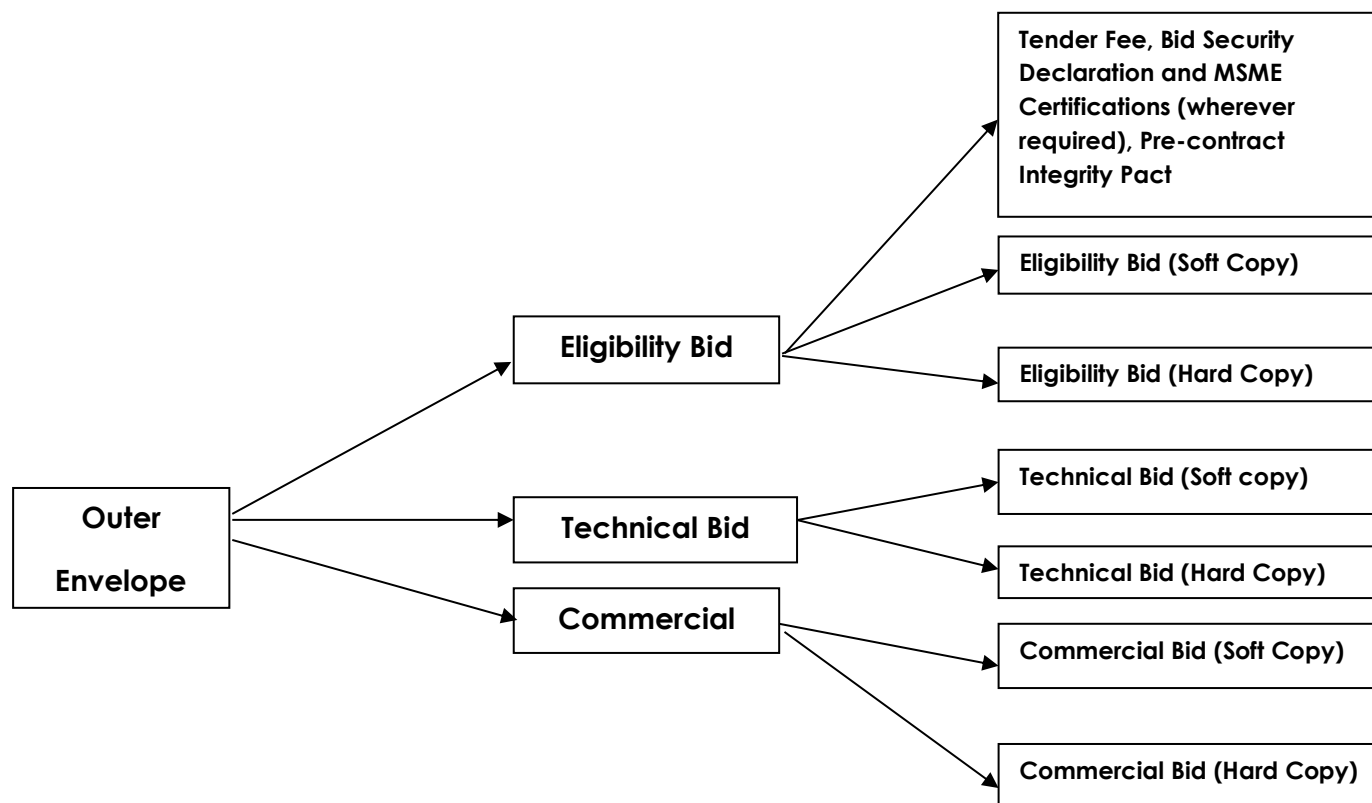 Tender Fee, Bid Security
Declaration and MSME
Certifications (wherever
required), Pre-contract
Integrity Pact
Eligibility Bid (Soft Copy)
Eligibility Bid
Eligibility Bid (Hard Copy)
Technical Bid (Soft copy)
Outer
Envelope
Technical Bid
Technical Bid (Hard Copy)
Commercial
Commercial Bid (Soft Copy)
Commercial Bid (Hard Copy)